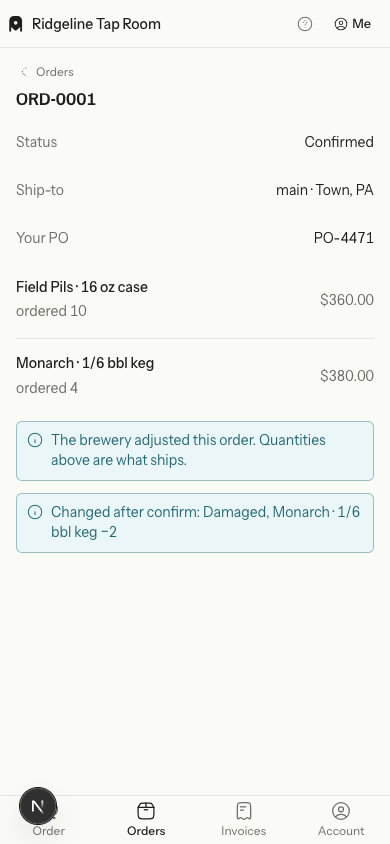 Ridgeline Tap Room
Me
Orders
ORD-0001
Status
Confirmed
Ship-to
main · Town, PA
Your PO
PO-4471
Field Pils · 16 oz case
ordered 10
$360.00
Monarch · 1/6 bbl keg
ordered 4
$380.00
The brewery adjusted this order. Quantities
above are what ships.
Changed after confirm: Damaged, Monarch · 1/6
bbl keg −2
N
Order
Orders
Invoices
Account